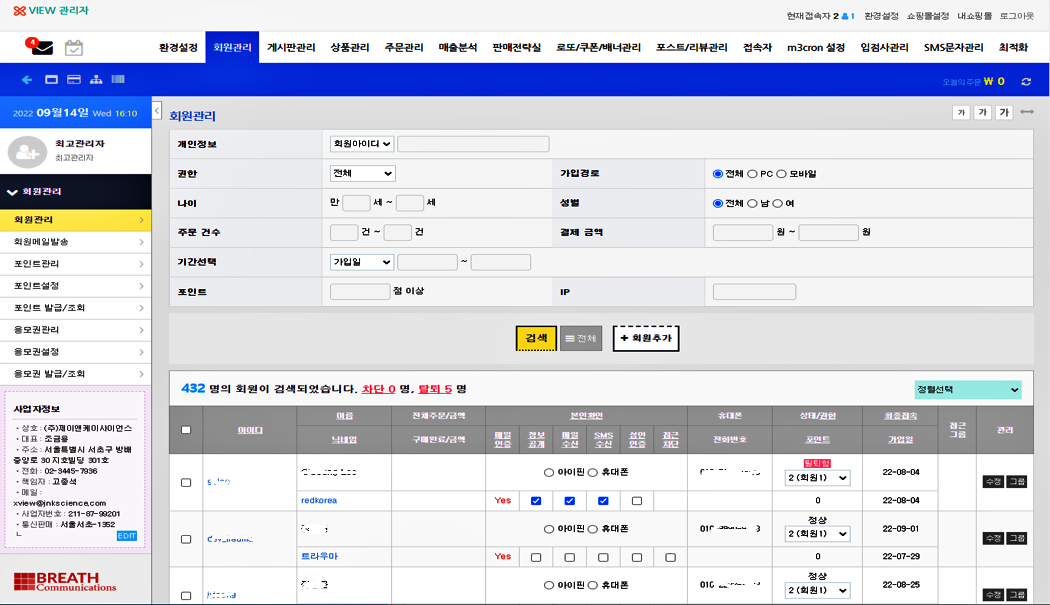 VIEW 관리자
현재접속자 2 1 환경설정 쇼핑몰설정 내쇼핑몰 로그아웃
4
환경설정 회원관리 게시판관리 상품관리 주문관리 매출분석 판매전략실 로또/쿠폰/배너관리 포스트/리뷰관리 접속자 m3cron 설정 입점사관리 SMS문자관리 최적화
오늘의주문 ₩ 0
2022 09월14일 Wed 16:10
최고관리자
최고관리자
회원관리
회원관리
회원메일발송
포인트관리
포인트설정
포인트 발급/조회
응모권관리
응모권설정
응모권 발급/조회
사업자정보
- 상호 : (주)제이앤케이사이언스
- 대표 : 조금용
- 주소 : 서울특별시 서초구 방배
중앙로 30 지호빌딩 301호
- 전화 : 02-3445-7936
- 책임자 : 고중석
- 메일 :
xview@jnkscience.com
- 사업자번호 : 211-87-99201
- 통신판매 : 서울서초-1352
EDIT
BREATH
Communications
회원관리
가 가 가
개인정보 회원아이디
권한 전체 가입경로 전체 PC 모바일
나이 만 세 ~ 세 성별 전체 남 여
주문 건수 건 ~ 건 결제 금액 원 ~ 원
기간선택 가입일 ~
포인트 점 이상 IP
검색 전체 + 회원추가
432 명의 회원이 검색되었습니다. 차단 0 명, 탈퇴 5 명
정렬선택
아이디 이름 전체주문/금액 본인확인 휴대폰 상태/권한 최종접속 접근그룹 관리
닉네임 구매완료/금액 메일인증 정보공개 메일수신 SMS수신 성인인증 접근차단 전화번호 포인트 가입일
아이핀 휴대폰 탈퇴함 2 (회원1) 22-08-04 수정 그룹
redkorea Yes 0 22-08-04
아이핀 휴대폰 010 정상 2 (회원1) 22-09-01 수정 그룹
트라우마 Yes 0 22-07-29
아이핀 휴대폰 010 정상 2 (회원1) 22-08-25 수정 그룹